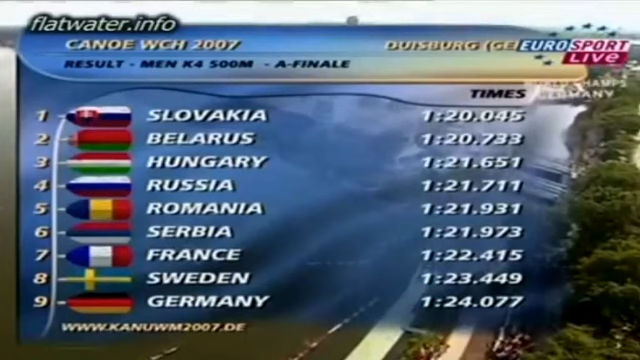 flatwater.info
CANOE WCH 2007 DUISBURG (GE
EUROSPORT
LIVE
RESULT - MEN K4 500M - A-FINALE
TIMES
GERMANY
1 SLOVAKIA 1:20.045
2 BELARUS 1:20.733
3 HUNGARY 1:21.651
4 RUSSIA 1:21.711
5 ROMANIA 1:21.931
6 SERBIA 1:21.973
7 FRANCE 1:22.415
8 SWEDEN 1:23.449
9 GERMANY 1:24.077
WWW.KANUWM2007.DE